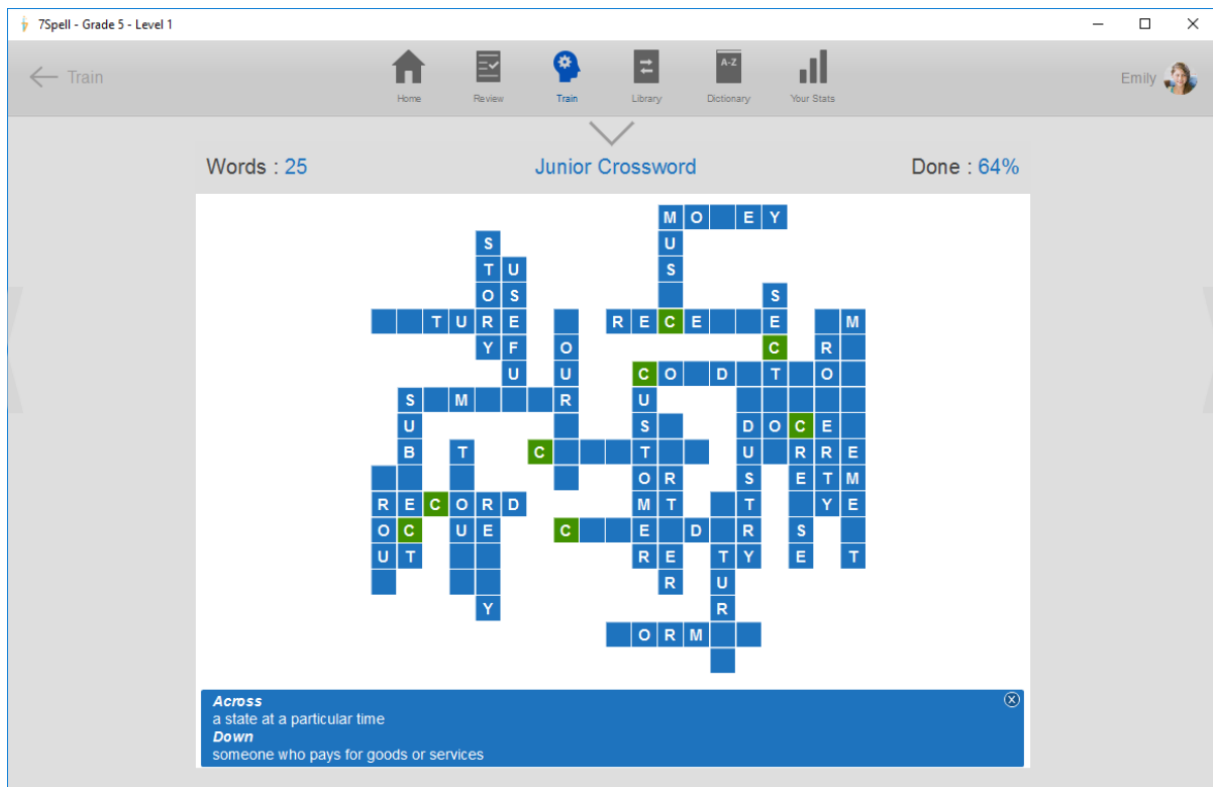 7Spell - Grade 5 - Level 1
Train
Home Review Train Library A-Z Dictionary Your Stats
Emily
Words : 25 Junior Crossword Done : 64%
M O E Y
S U
T U S
O S S
T U R E R E C E E M
Y F O C R
U U C O D T O
S M R U
U S D O C E
B T C T U R R E
O R S E T M
R E C O R D M T T Y E
O C U E C E D R S
U T R E T Y E T
R U
Y R
O R M
Across
a state at a particular time
Down
someone who pays for goods or services